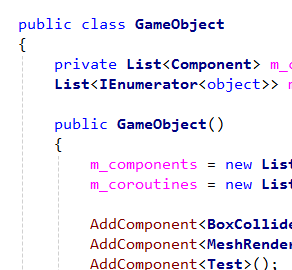 public class GameObject
{
private List<Component> m_c
List<IEnumerator<object>> m
public GameObject()
{
m_components = new List
m_coroutines = new List
AddComponent<BoxCollide
AddComponent<MeshRender
AddComponent<Test>();